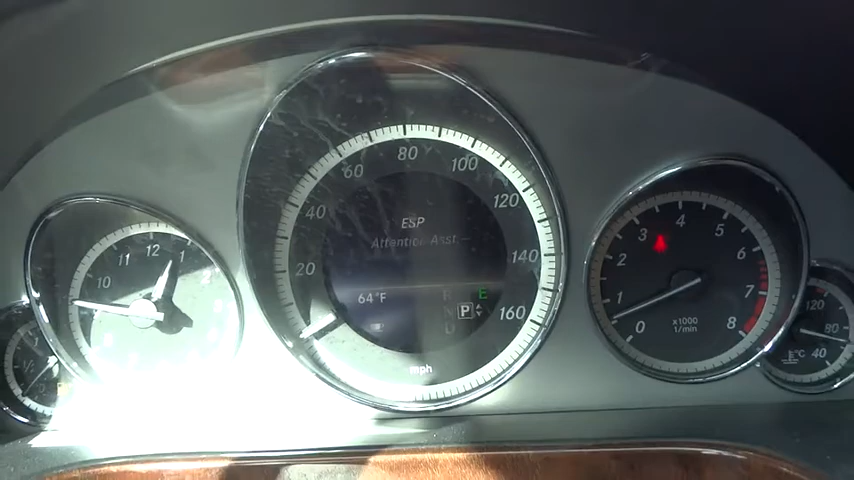 11 12 1
10
20 40 60 80 100 120 140 160
ESP
Attention Asst.
64°F
P
E
mph
0 1 2 3 4 5 6 7 8
x1000
1/min
120
80
40
°C